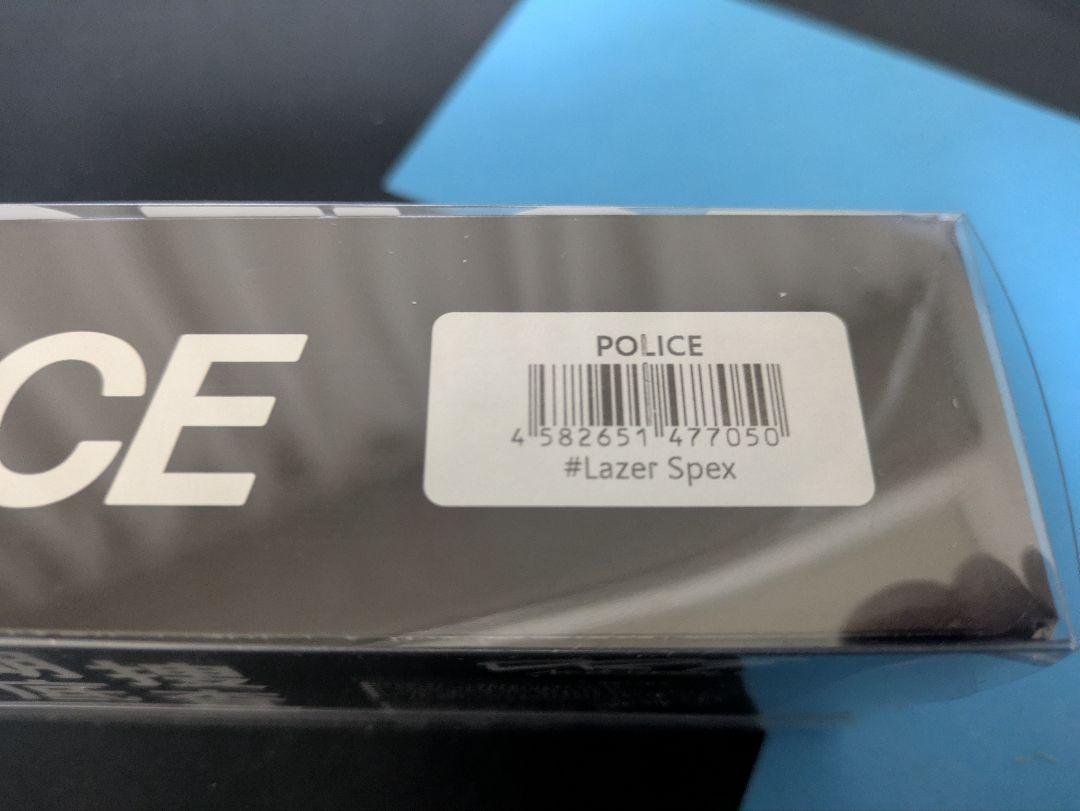 CE
POLICE
4 582651 477050
#Lazer Spex